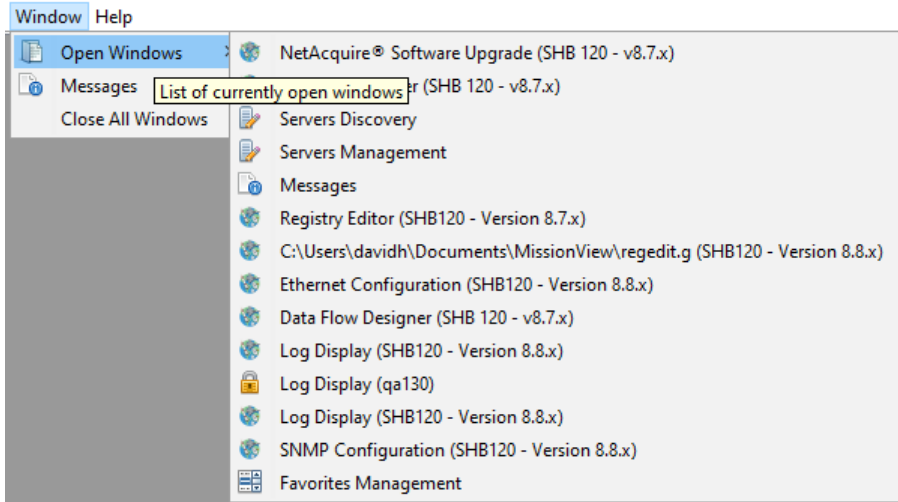 Window Help
Open Windows
Messages
Close All Windows
List of currently open windows
NetAcquire® Software Upgrade (SHB 120 - v8.7.x)
(SHB 120 - v8.7.x)
Servers Discovery
Servers Management
Messages
Registry Editor (SHB120 - Version 8.7.x)
C:\Users\davidh\Documents\MissionView\regedit.g (SHB120 - Version 8.8.x)
Ethernet Configuration (SHB120 - Version 8.8.x)
Data Flow Designer (SHB 120 - v8.7.x)
Log Display (SHB120 - Version 8.8.x)
Log Display (qa130)
Log Display (SHB120 - Version 8.8.x)
SNMP Configuration (SHB120 - Version 8.8.x)
Favorites Management